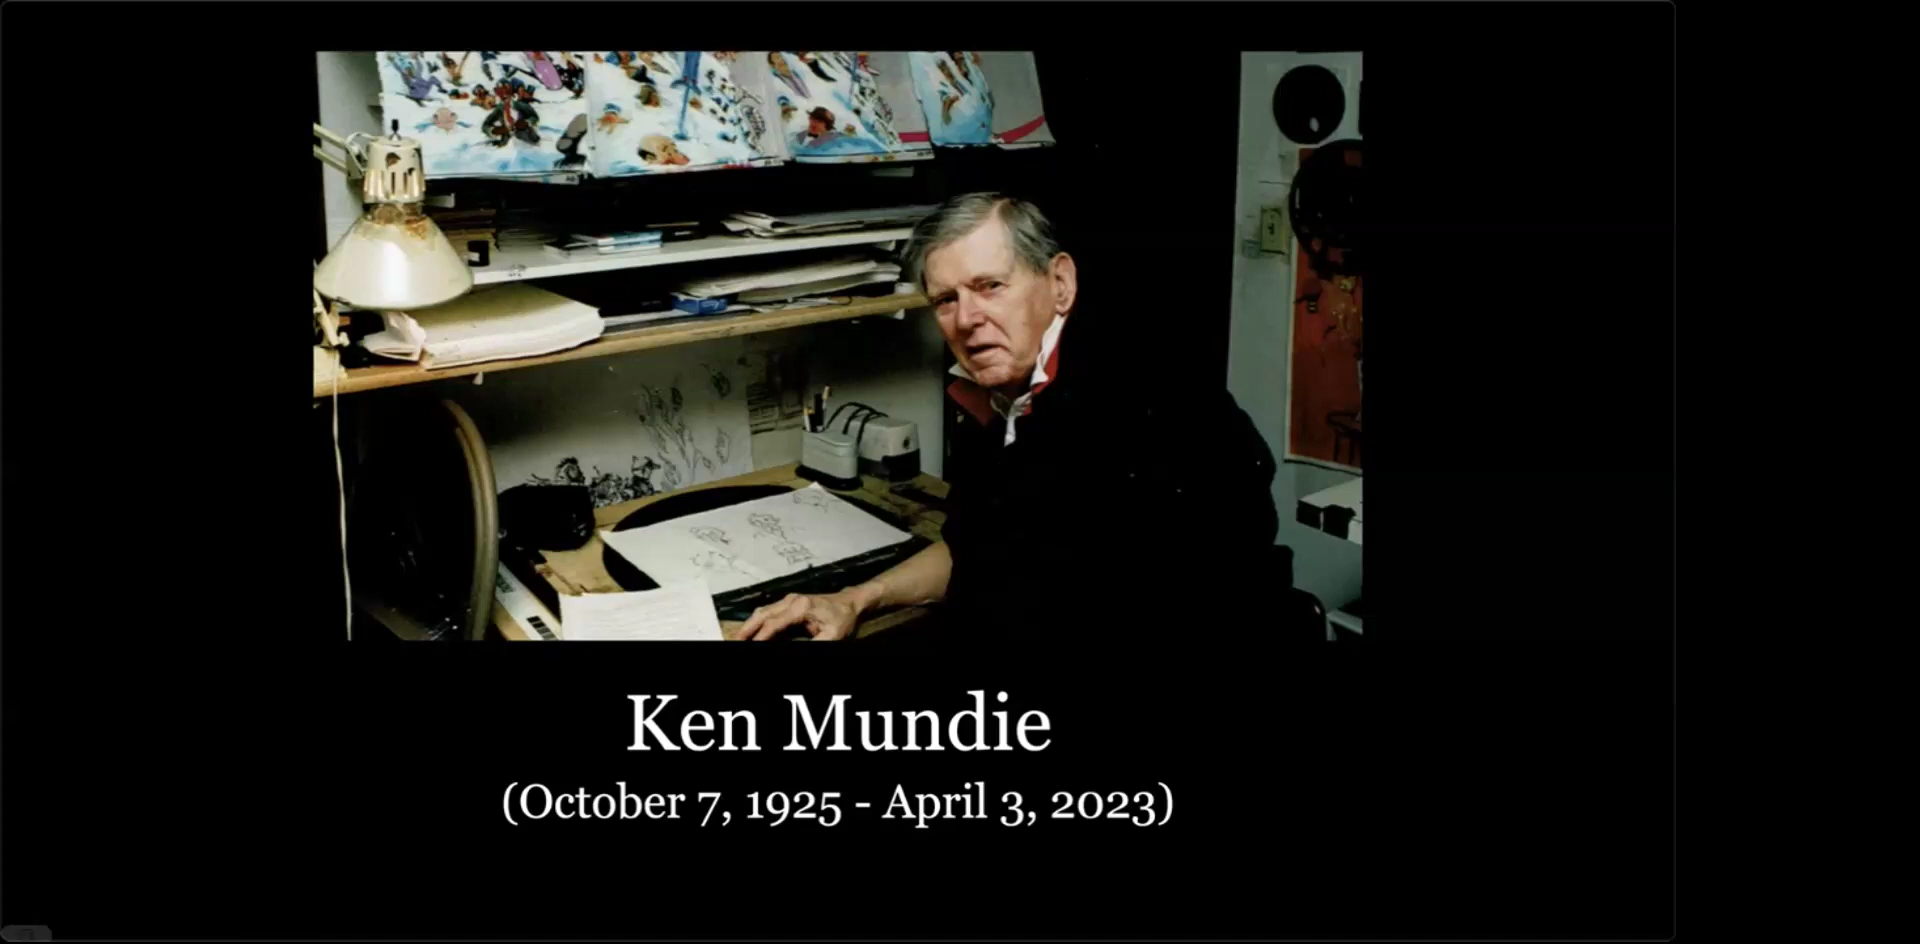 Ken Mundie
(October 7, 1925 - April 3, 2023)